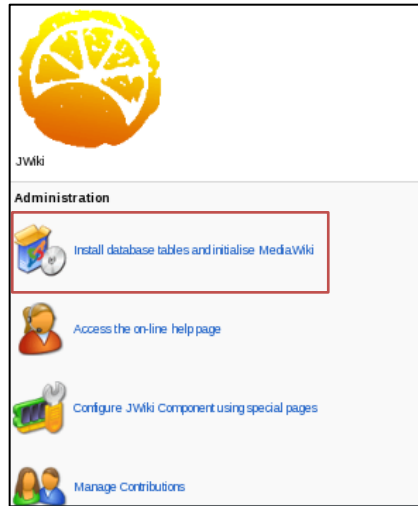 JWiki
Administration
Install database tables and initialise MediaWiki
Access the on-line help page
Configure JWiki Component using special pages
Manage Contributions